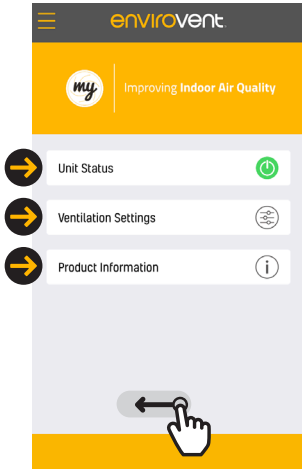 envirovent
my
Improving Indoor Air Quality
Unit Status
Ventilation Settings
Product Information
i